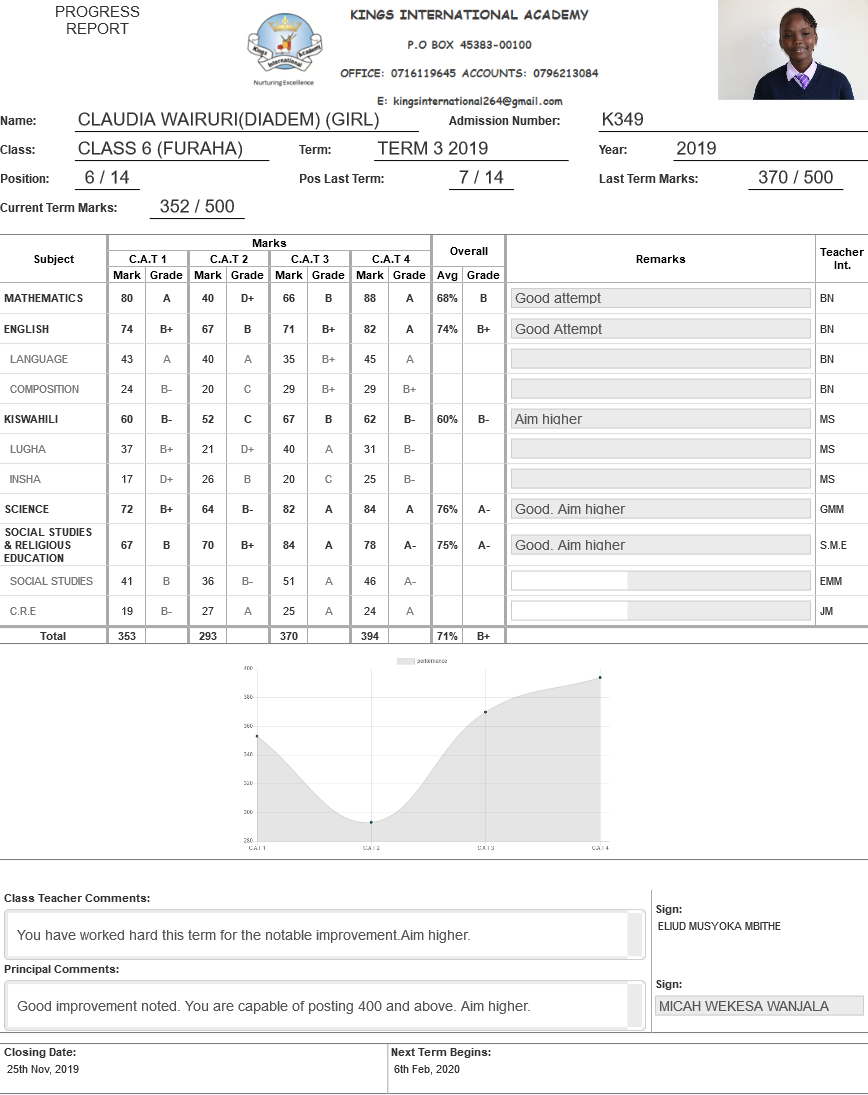 PROGRESS
REPORT
KINGS INTERNATIONAL ACADEMY
P.O BOX 45383-00100
OFFICE: 0716119645 ACCOUNTS: 0796213084
E: kingsinternational264@gmail.com
Kings International Academy
Nurturing Excellence
Name: CLAUDIA WAIRURI(DIADEM) (GIRL) Admission Number: K349
Class: CLASS 6 (FURAHA) Term: TERM 3 2019 Year: 2019
Position: 6 / 14 Pos Last Term: 7 / 14 Last Term Marks: 370 / 500
Current Term Marks: 352 / 500
Subject Marks Overall Remarks Teacher Int.
C.A.T 1 C.A.T 2 C.A.T 3 C.A.T 4
Mark Grade Mark Grade Mark Grade Mark Grade Avg Grade
MATHEMATICS 80 A 40 D+ 66 B 88 A 68% B Good attempt BN
ENGLISH 74 B+ 67 B 71 B+ 82 A 74% B+ Good Attempt BN
LANGUAGE 43 A 40 A 35 B+ 45 A BN
COMPOSITION 24 B- 20 C 29 B+ 29 B+ BN
KISWAHILI 60 B- 52 C 67 B 62 B- 60% B- Aim higher MS
LUGHA 37 B+ 21 D+ 40 A 31 B- MS
INSHA 17 D+ 26 B 20 C 25 B- MS
SCIENCE 72 B+ 64 B- 82 A 84 A 76% A- Good. Aim higher GMM
SOCIAL STUDIES
& RELIGIOUS
EDUCATION 67 B 70 B+ 84 A 78 A- 75% A- Good. Aim higher S.M.E
SOCIAL STUDIES 41 B 36 B- 51 A 46 A- EMM
C.R.E 19 B- 27 A 25 A 24 A JM
Total 353 293 370 394 71% B+
performance
400
380
360
340
320
300
280
C.A.T 1 C.A.T 2 C.A.T 3 C.A.T 4
Class Teacher Comments:
You have worked hard this term for the notable improvement.Aim higher.
Sign:
ELIUD MUSYOKA MBITHE
Principal Comments:
Good improvement noted. You are capable of posting 400 and above. Aim higher.
Sign:
MICAH WEKESA WANJALA
Closing Date:
25th Nov, 2019
Next Term Begins:
6th Feb, 2020